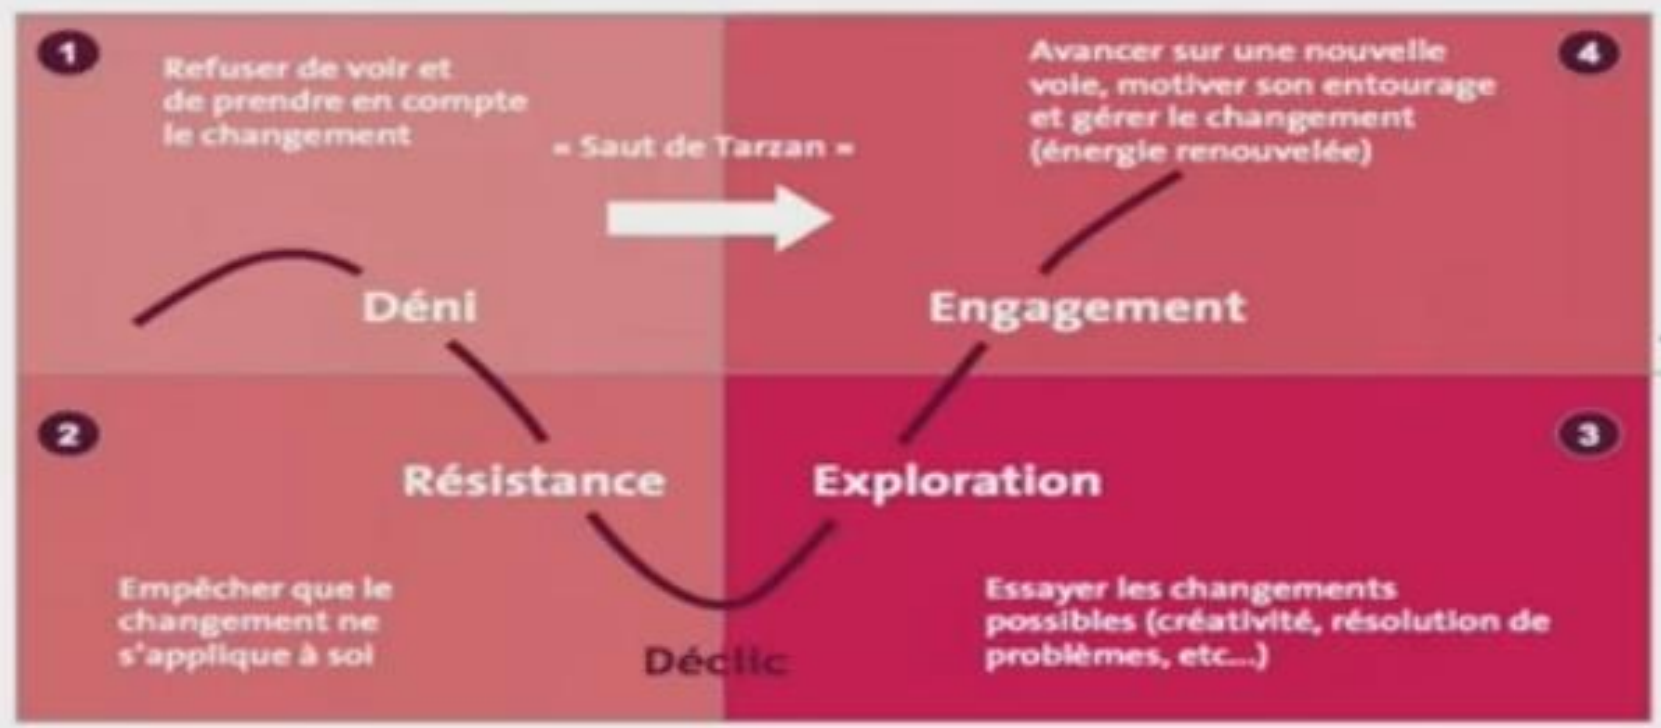 1
Refuser de voir et
de prendre en compte
le changement
« Saut de Tarzan »
4
Avancer sur une nouvelle
voie, motiver son entourage
et gérer le changement
(énergie renouvelée)
Déni
Engagement
2
Résistance
Empêcher que le
changement ne
s'applique à soi
Déclic
3
Exploration
Essayer les changements
possibles (créativité, résolution de
problèmes, etc...)